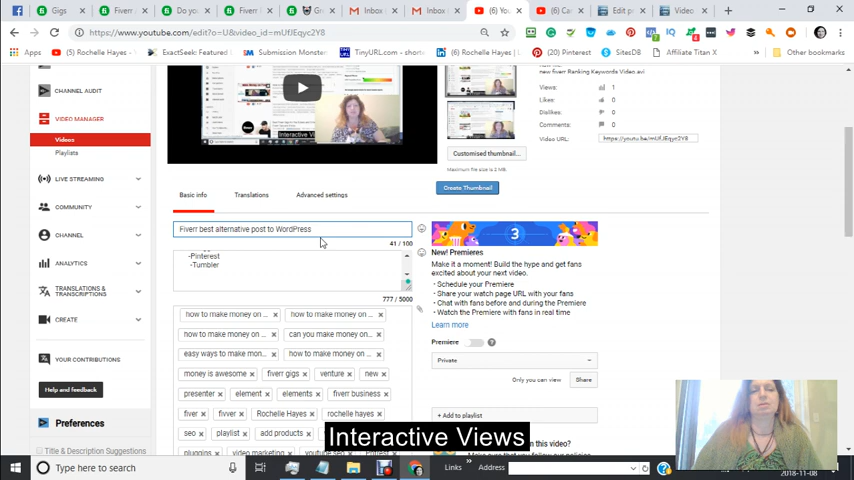 Gigs
Fiverr
Do you
Fiverr
Gr
Inbox
Inbox
(6) You
(6) Ca
Edit p
Video
https://www.youtube.com/edit?o=U&video_id=mUfJEqyc2Y8
Apps
(5) Rochelle Hayes
ExactSeek: Featured
Submission Monster
TinyURL.com - shorte
(6) Rochelle Hayes
(20) Pinterest
SitesDB
Affiliate Titan X
Other bookmarks
CHANNEL AUDIT
VIDEO MANAGER
Videos
Playlists
LIVE STREAMING
COMMUNITY
CHANNEL
ANALYTICS
TRANSLATIONS &
TRANSCRIPTIONS
CREATE
YOUR CONTRIBUTIONS
Help and feedback
Preferences
Title & Description Suggestions
Interactive Views
new fiverr Ranking Keywords Video.avi
Views: 1
Likes: 0
Dislikes: 0
Comments: 0
Video URL: https://youtu.be/mUfJEqyc2Y8
Customised thumbnail...
Maximum file size is 2 MB.
Create Thumbnail
Basic info
Translations
Advanced settings
Fiverr best alternative post to WordPress
41 / 100
-Pinterest
-Tumbler
777 / 5000
how to make money on ... × how to make money on ... ×
how to make money on ... × can you make money on... ×
easy ways to make mon... × how to make money on ... ×
money is awesome × fiverr gigs × venture × new ×
presenter × element × elements × fiverr business ×
fiver × fivver × Rochelle Hayes × rochelle hayes ×
seo × playlist × add products ×
pluggins video marketing youtube seo
3
New! Premieres
Make it a moment! Build the hype and get fans
excited about your next video.
• Schedule your Premiere
• Share your watch page URL with your fans
• Chat with fans before and during the Premiere
• Watch the Premiere with fans in real time
Learn more
Premiere
Private
Only you can view
Share
+ Add to playlist
this video?
Interactive Views
Type here to search
Links
Address
2018-11-08